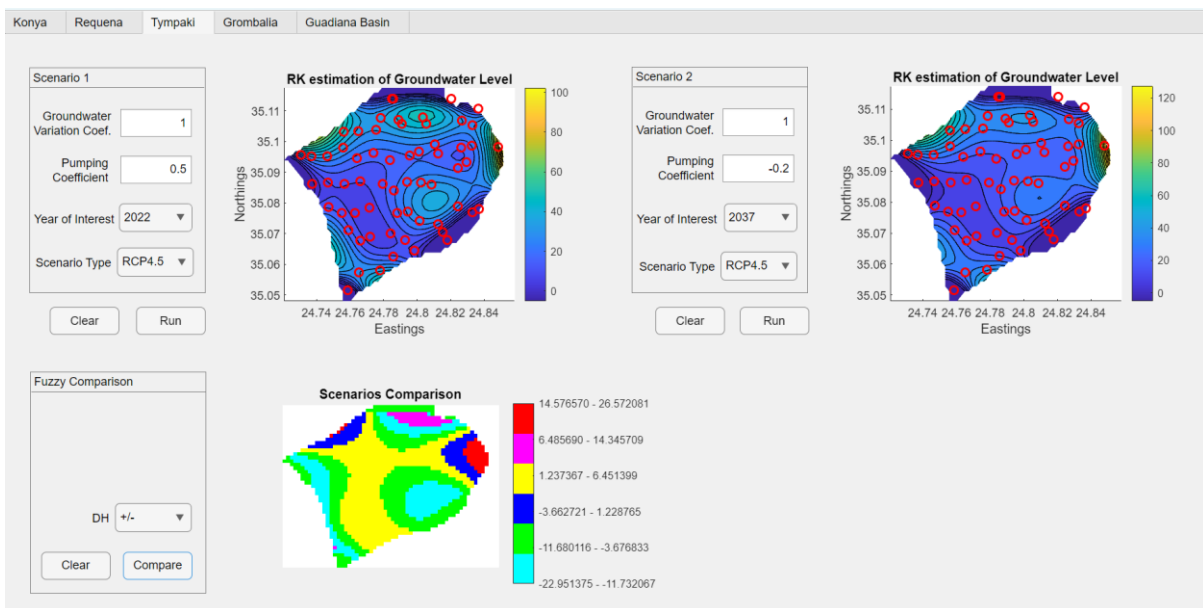 Konya
Requena
Tympaki
Grombalia
Guadiana Basin
Scenario 1
Groundwater
Variation Coef.
1
Pumping
Coefficient
0.5
Year of Interest
2022
Scenario Type
RCP4.5
Clear
Run
RK estimation of Groundwater Level
Northings
35.11
35.1
35.09
35.08
35.07
35.06
35.05
24.74 24.76 24.78 24.8 24.82 24.84
Eastings
100
80
60
40
20
0
Scenario 2
Groundwater
Variation Coef.
1
Pumping
Coefficient
-0.2
Year of Interest
2037
Scenario Type
RCP4.5
Clear
Run
RK estimation of Groundwater Level
Northings
35.11
35.1
35.09
35.08
35.07
35.06
35.05
24.74 24.76 24.78 24.8 24.82 24.84
Eastings
120
100
80
60
40
20
0
Fuzzy Comparison
DH
+/-
Clear
Compare
Scenarios Comparison
14.576570 - 26.572081
6.485690 - 14.345709
1.237367 - 6.451399
-3.662721 - 1.228765
-11.680116 - -3.676833
-22.951375 - -11.732067